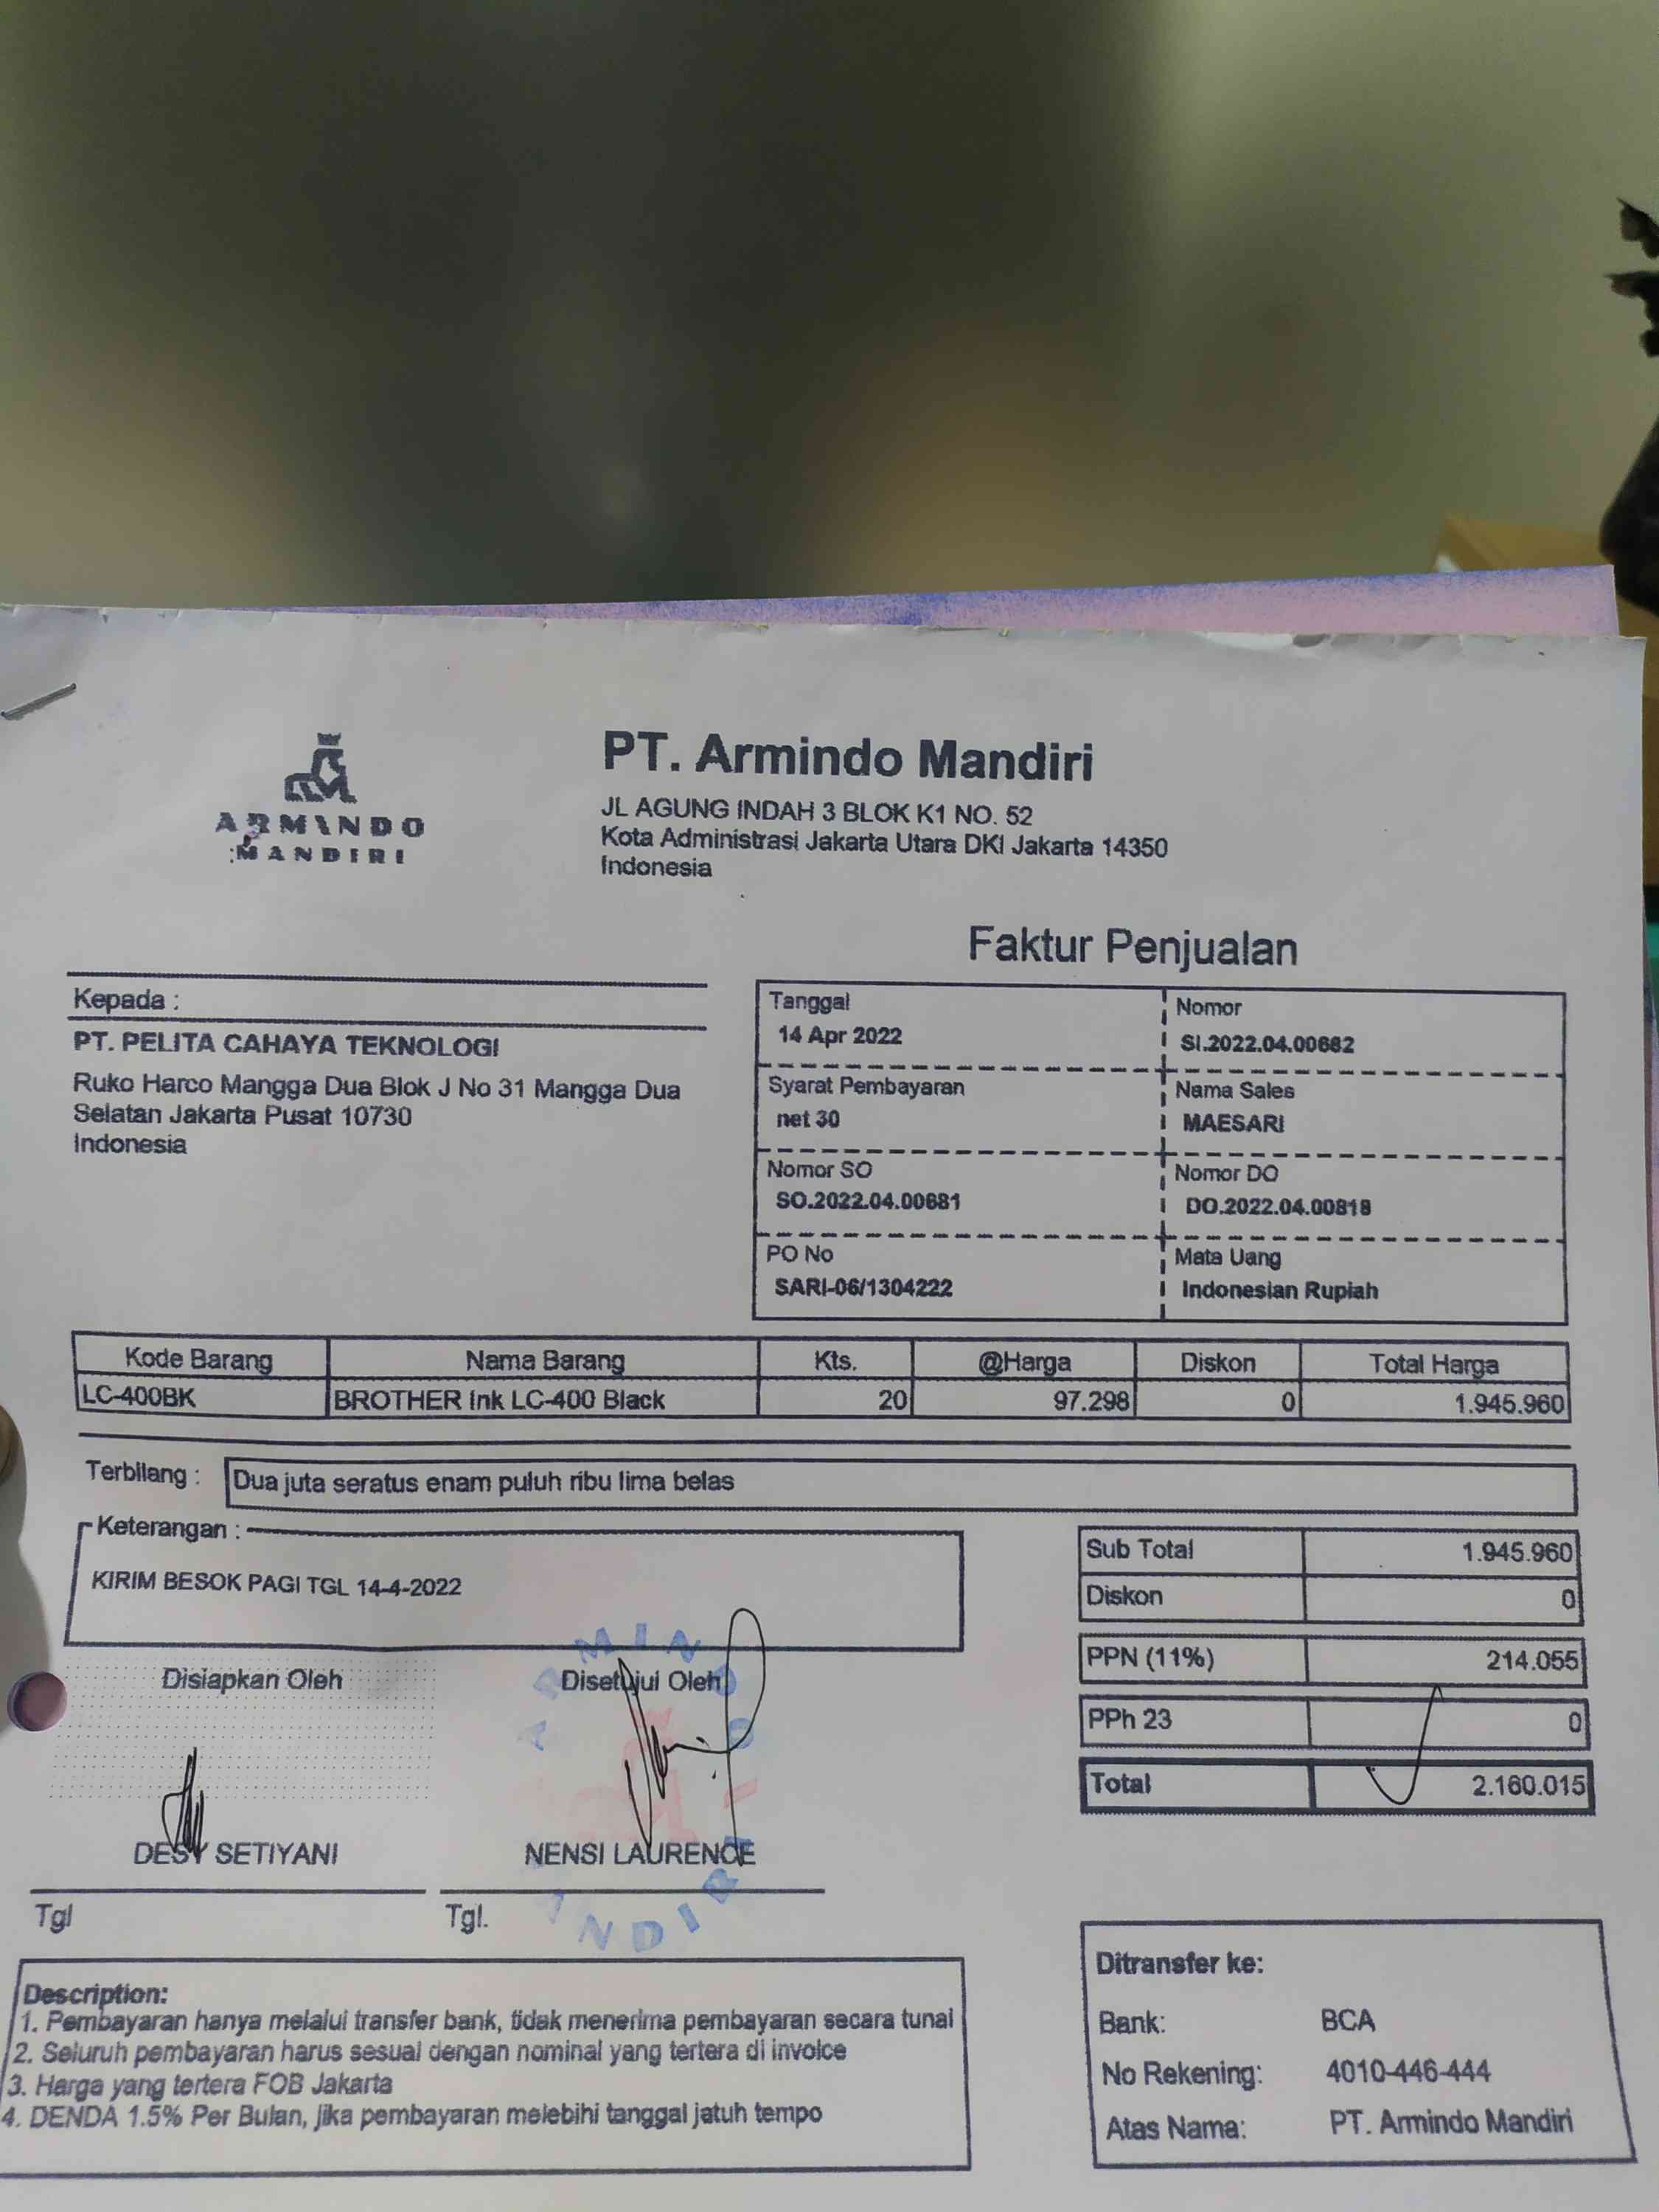 ARMINDO
MANDIRI
PT. Armindo Mandiri
JL AGUNG INDAH 3 BLOK K1 NO. 52
Kota Administrasi Jakarta Utara DKI Jakarta 14350
Indonesia
Faktur Penjualan
Kepada :
PT. PELITA CAHAYA TEKNOLOGI
Ruko Harco Mangga Dua Blok J No 31 Mangga Dua
Selatan Jakarta Pusat 10730
Indonesia
Tanggal Nomor
14 Apr 2022 SI.2022.04.00682
Syarat Pembayaran Nama Sales
net 30 MAESARI
Nomor SO Nomor DO
SO.2022.04.00681 DO.2022.04.00818
PO No Mata Uang
SARI-06/1304222 Indonesian Rupiah
Kode Barang Nama Barang Kts. @Harga Diskon Total Harga
LC-400BK BROTHER Ink LC-400 Black 20 97.298 0 1.945.960
Terbilang : Dua juta seratus enam puluh ribu lima belas
Keterangan :
KIRIM BESOK PAGI TGL 14-4-2022
Sub Total 1.945.960
Diskon 0
PPN (11%) 214.055
PPh 23 0
Total 2.160.015
Disiapkan Oleh Disetujui Oleh
DESY SETIYANI NENSI LAURENCE
Tgl Tgl.
ARMINDO
MANDIRI
Description:
1. Pembayaran hanya melalui transfer bank, tidak menerima pembayaran secara tunai
2. Seluruh pembayaran harus sesuai dengan nominal yang tertera di invoice
3. Harga yang tertera FOB Jakarta
4. DENDA 1.5% Per Bulan, jika pembayaran melebihi tanggal jatuh tempo
Ditransfer ke:
Bank: BCA
No Rekening: 4010-446-444
Atas Nama: PT. Armindo Mandiri